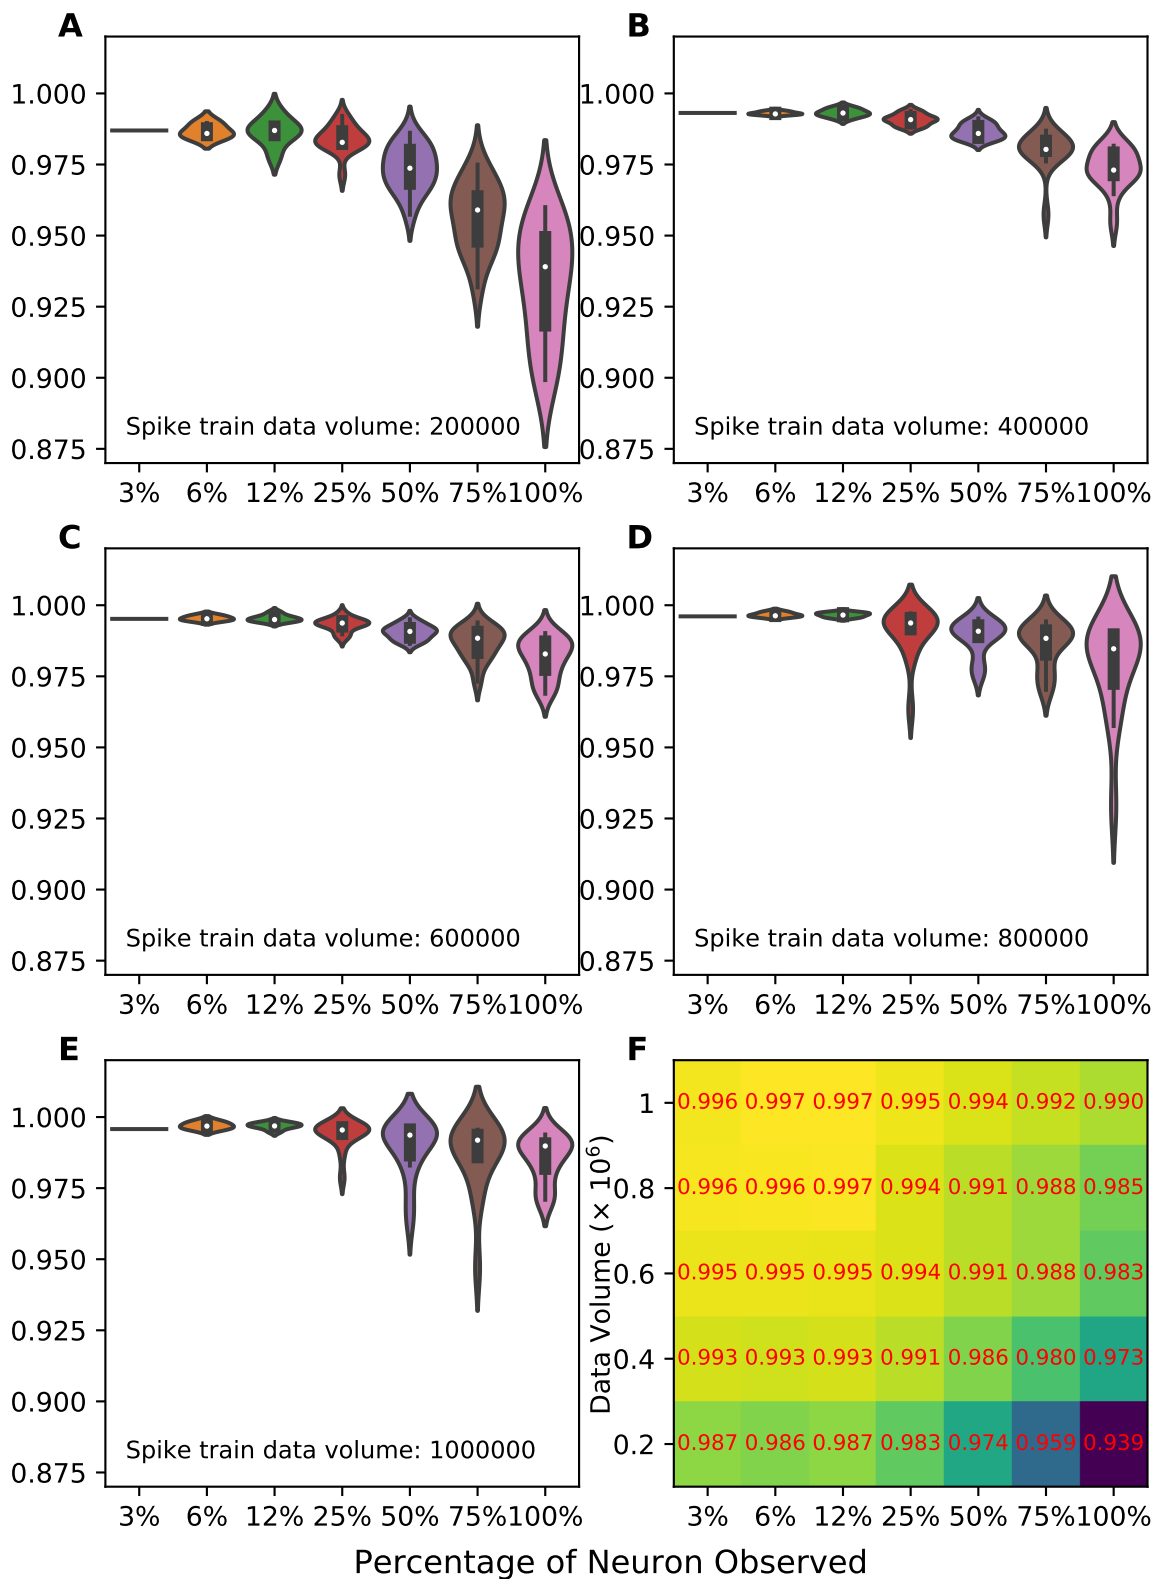 A
1.000
0.975
0.950
0.925
0.900
0.875
Spike train data volume: 200000
3% 6% 12% 25% 50% 75% 100%
B
1.000
0.975
0.950
0.925
0.900
0.875
Spike train data volume: 400000
3% 6% 12% 25% 50% 75% 100%
C
1.000
0.975
0.950
0.925
0.900
0.875
Spike train data volume: 600000
3% 6% 12% 25% 50% 75% 100%
D
1.000
0.975
0.950
0.925
0.900
0.875
Spike train data volume: 800000
3% 6% 12% 25% 50% 75% 100%
E
1.000
0.975
0.950
0.925
0.900
0.875
Spike train data volume: 1000000
3% 6% 12% 25% 50% 75% 100%
F
Data Volume (× 10⁶)
1 0.996 0.997 0.997 0.995 0.994 0.992 0.990
0.8 0.996 0.996 0.997 0.994 0.991 0.988 0.985
0.6 0.995 0.995 0.995 0.994 0.991 0.988 0.983
0.4 0.993 0.993 0.993 0.991 0.986 0.980 0.973
0.2 0.987 0.986 0.987 0.983 0.974 0.959 0.939
3% 6% 12% 25% 50% 75% 100%
Percentage of Neuron Observed